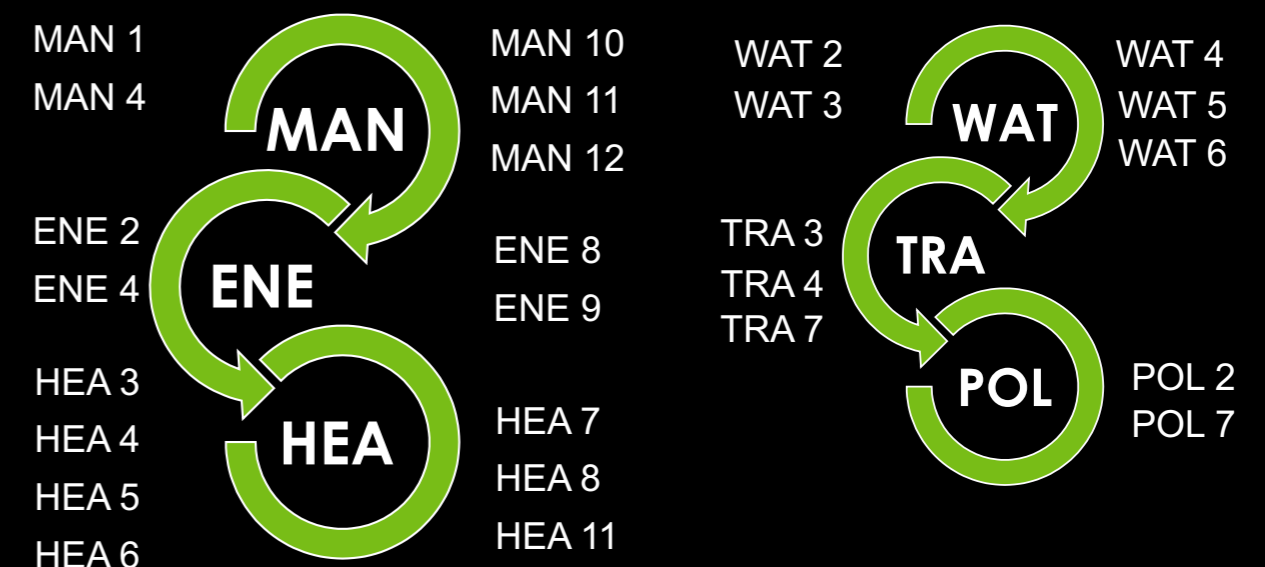 MAN 1
MAN 4
MAN
MAN 10
MAN 11
MAN 12
ENE 2
ENE 4
ENE
ENE 8
ENE 9
HEA 3
HEA 4
HEA 5
HEA 6
HEA
HEA 7
HEA 8
HEA 11
WAT 2
WAT 3
WAT
WAT 4
WAT 5
WAT 6
TRA 3
TRA 4
TRA 7
TRA
POL
POL 2
POL 7